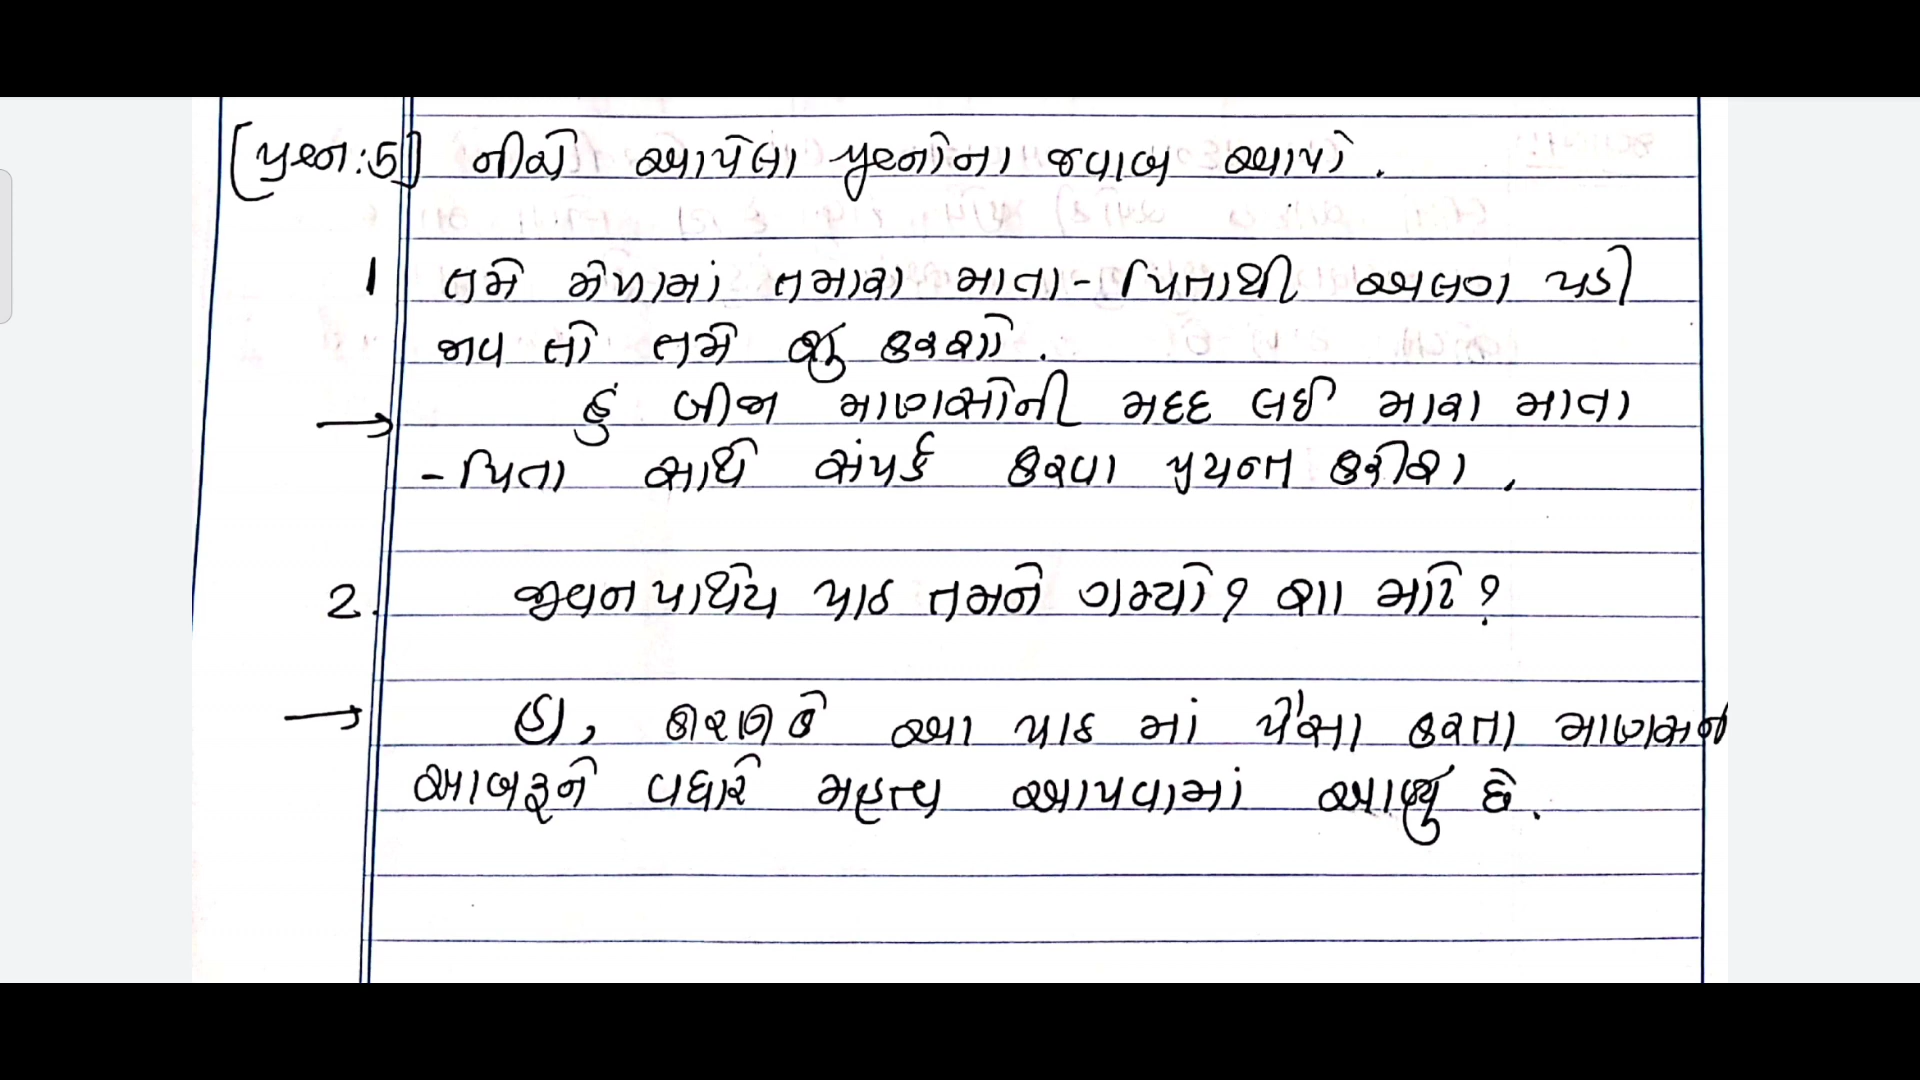 [પ્રશ્ન:5] નીચે આપેલા પ્રશ્નોના જવાબ આપો.
1 તમે મેળામાં તમારા માતા-પિતાથી અલગ પડી
જાવ તો તમે શું કરશો.
→ હું બીજા માણસોની મદદ લઈ મારા માતા
-પિતા સાથે સંપર્ક કરવા પ્રયત્ન કરીશ.
2. જીવન પાથેય પાઠ તમને ગમ્યો? શા માટે?
→ હા, કારણકે આ પાઠ માં પૈસા કરતા માણસને
આબરૂને વધારે મહત્વ આપવામાં આવ્યું છે.